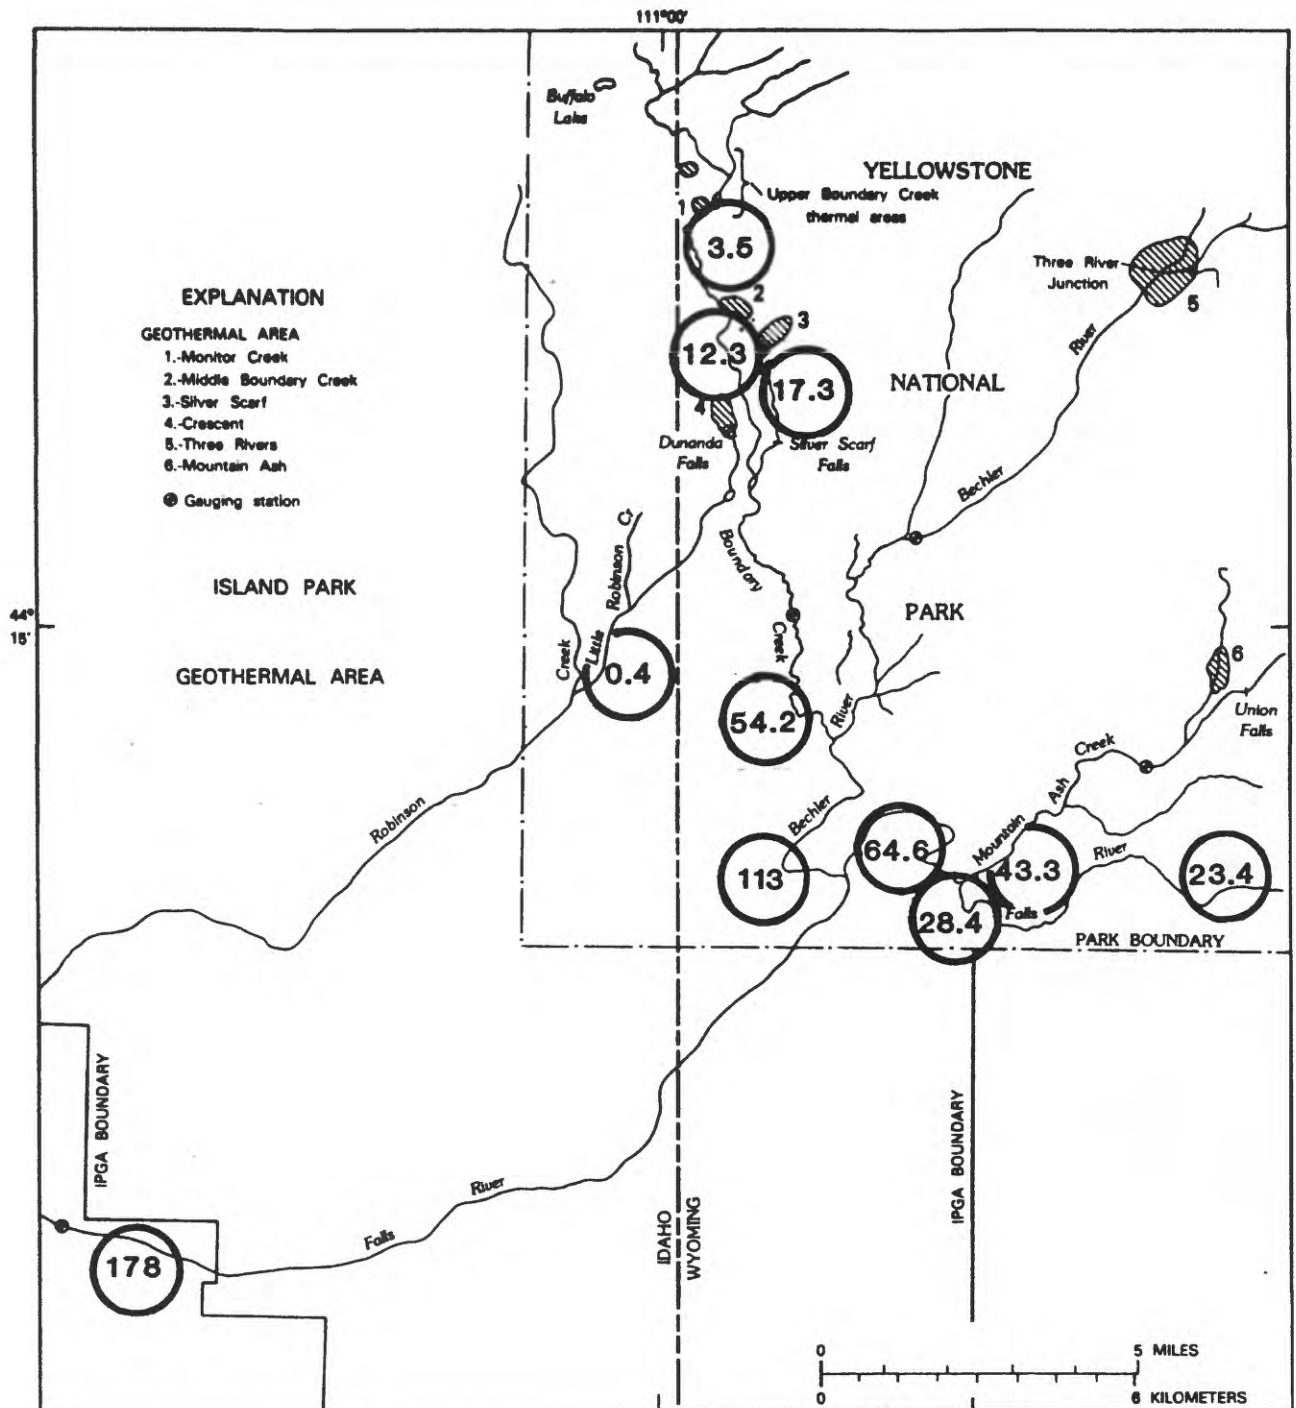 111°00'
Buffalo
Lake
YELLOWSTONE
Upper Boundary Creek
thermal areas
1
3.5
Three River
Junction
5
EXPLANATION
GEOTHERMAL AREA
1.-Monitor Creek
2.-Middle Boundary Creek
3.-Silver Scarf
4.-Crescent
5.-Three Rivers
6.-Mountain Ash
Gauging station
2
3
12.3
17.3
NATIONAL
River
Bechler
4
Dunanda
Falls
Silver Scarf
Falls
Boundary
Creek
Robinson Cr
Little
Creek
ISLAND PARK
GEOTHERMAL AREA
44°
15'
PARK
0.4
54.2
River
6
Union
Falls
Creek
Ash
Mountain
Robinson
Bechler
113
64.6
43.3
River
23.4
28.4
Falls
PARK BOUNDARY
IPGA BOUNDARY
IPGA BOUNDARY
River
Falls
IDAHO
WYOMING
178
0 5 MILES
0 6 KILOMETERS